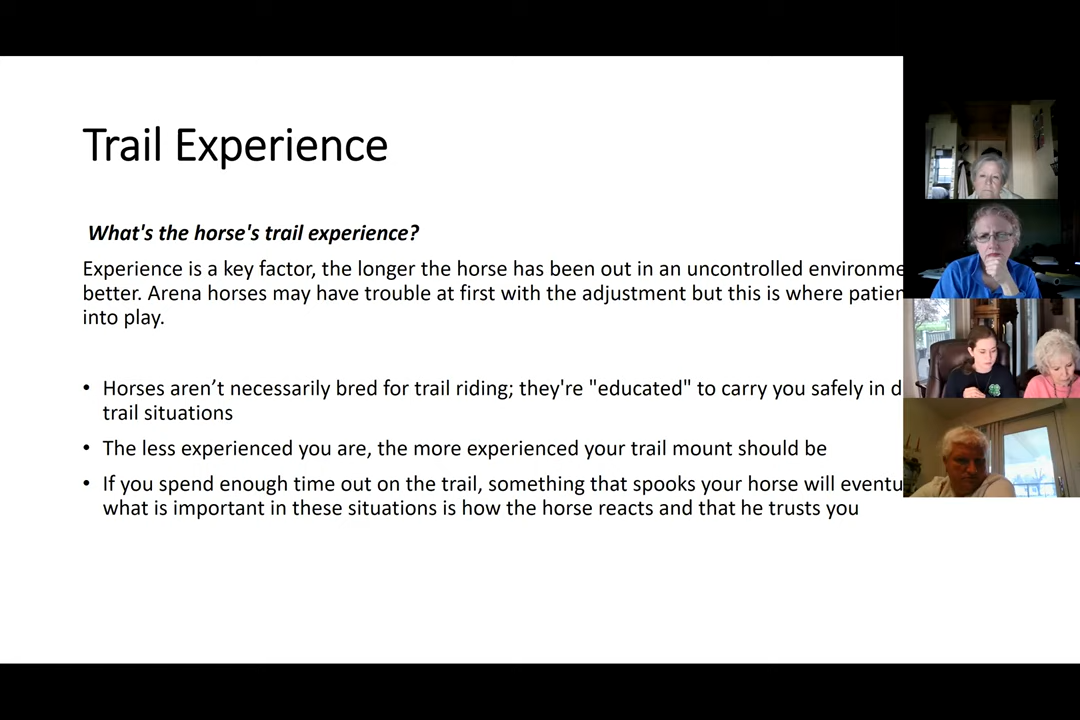 Trail Experience
What's the horse's trail experience?
Experience is a key factor, the longer the horse has been out in an uncontrolled
better. Arena horses may have trouble at first with the adjustment but this is where
into play.
• Horses aren’t necessarily bred for trail riding; they're "educated" to carry you safely in
trail situations
• The less experienced you are, the more experienced your trail mount should be
• If you spend enough time out on the trail, something that spooks your horse will
what is important in these situations is how the horse reacts and that he trusts you